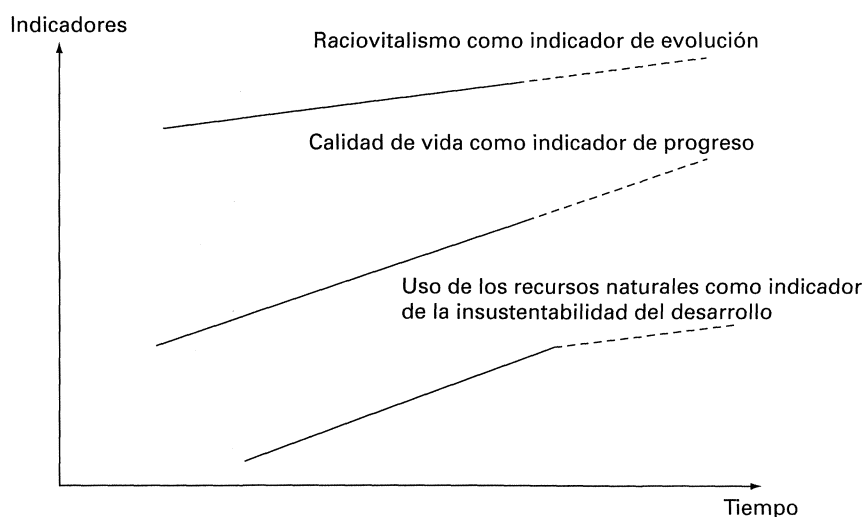 Indicadores
Raciovitalismo como indicador de evolución
Calidad de vida como indicador de progreso
Uso de los recursos naturales como indicador
de la insustentabilidad del desarrollo
Tiempo